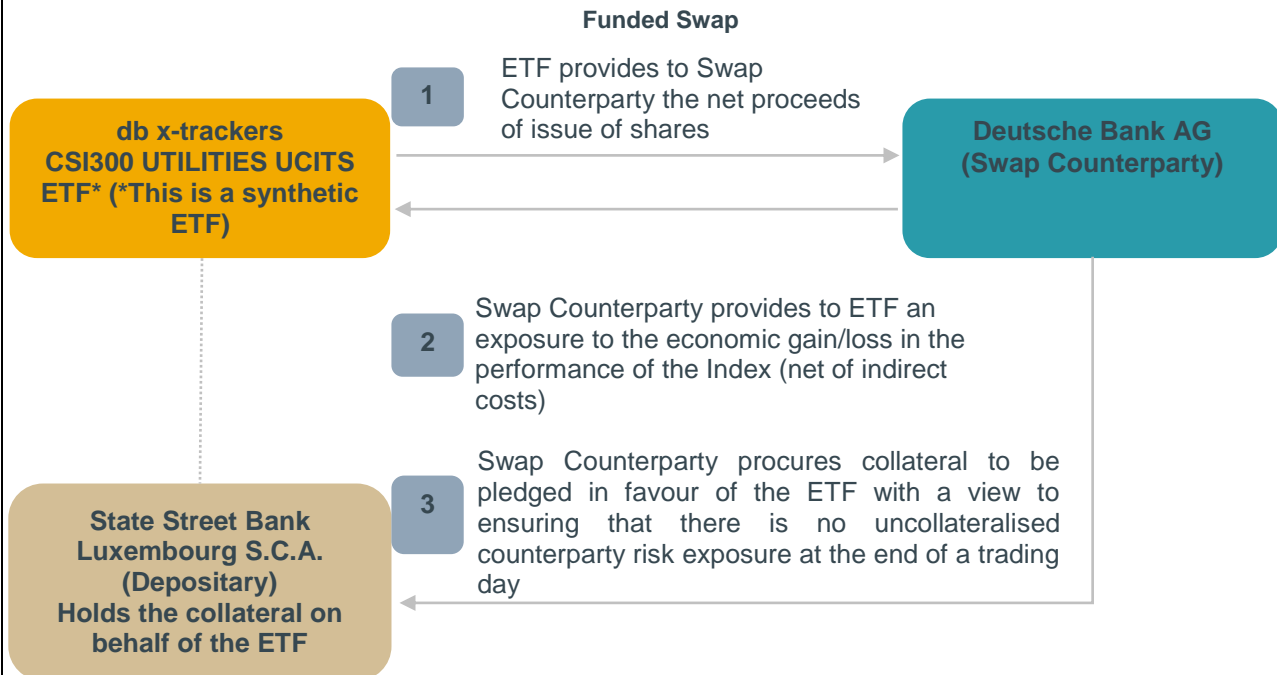 Funded Swap
1
ETF provides to Swap
Counterparty the net proceeds
of issue of shares
db x-trackers
CSI300 UTILITIES UCITS
ETF* (*This is a synthetic
ETF)
Deutsche Bank AG
(Swap Counterparty)
2
Swap Counterparty provides to ETF an
exposure to the economic gain/loss in the
performance of the Index (net of indirect
costs)
3
Swap Counterparty procures collateral to be
pledged in favour of the ETF with a view to
ensuring that there is no uncollateralised
counterparty risk exposure at the end of a trading
day
State Street Bank
Luxembourg S.C.A.
(Depositary)
Holds the collateral on
behalf of the ETF